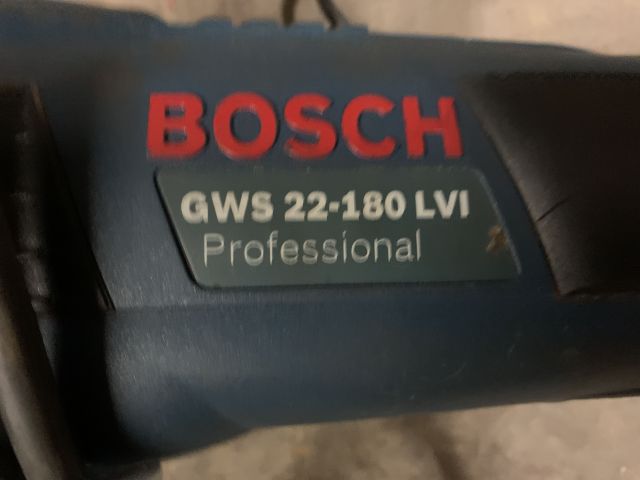 BOSCH
GWS 22-180 LVI
Professional